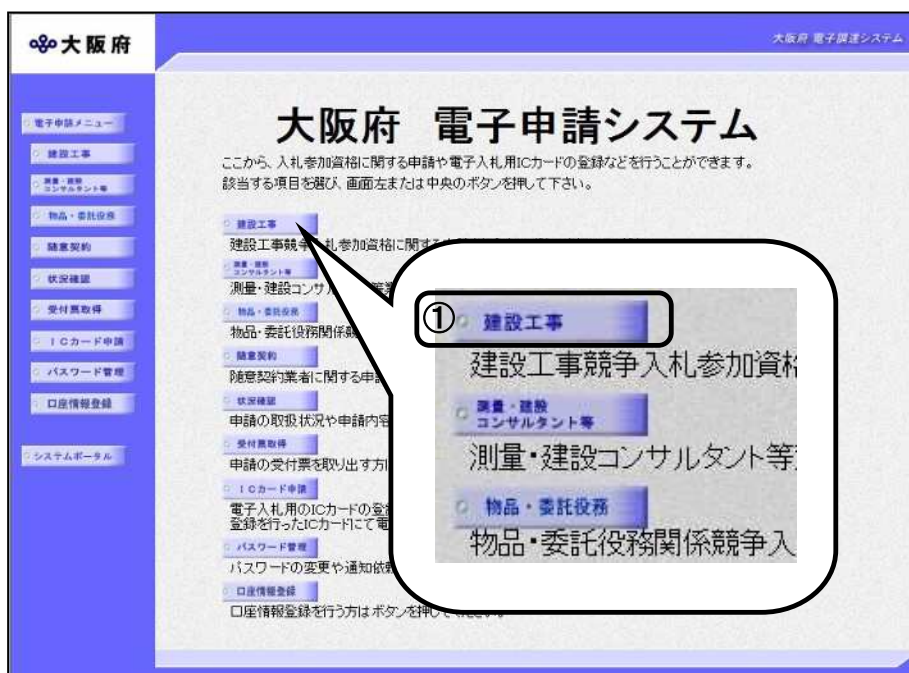 大阪府
大阪府 電子調達システム
電子申請メニュー
建設工事
測量・建設
コンサルタント等
物品・委託役務
随意契約
状況確認
受付票取得
ICカード申請
パスワード管理
口座情報登録
システムポータル
大阪府 電子申請システム
ここから、入札参加資格に関する申請や電子入札用ICカードの登録などを行うことができます。
該当する項目を選び、画面左または中央のボタンを押して下さい。
建設工事
建設工事競争入札参加資格に関する
測量・建設
コンサルタント等
測量・建設コンサル
物品・委託役務
物品・委託役務関係競
随意契約
随意契約業者に関する申
状況確認
申請の取扱状況や申請内容
受付票取得
申請の受付票を取り出す方
ICカード申請
電子入札用のICカードの登
登録を行ったICカードにて電
パスワード管理
パスワードの変更や通知依頼
口座情報登録
口座情報登録を行う方はボタンを押して
①
建設工事
建設工事競争入札参加資格
測量・建設
コンサルタント等
測量・建設コンサルタント等
物品・委託役務
物品・委託役務関係競争入